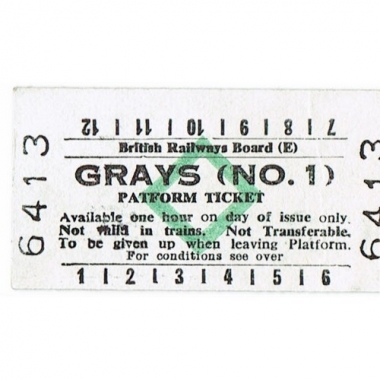 6413
12 | 11 | 10 | 9 | 8 | 7
British Railways Board (E)
GRAYS (NO. 1)
PATFORM TICKET
Available one hour on day of issue only.
Not valid in trains. Not Transferable.
To be given up when leaving Platform.
For conditions see over
1 | 2 | 3 | 4 | 5 | 6
6413